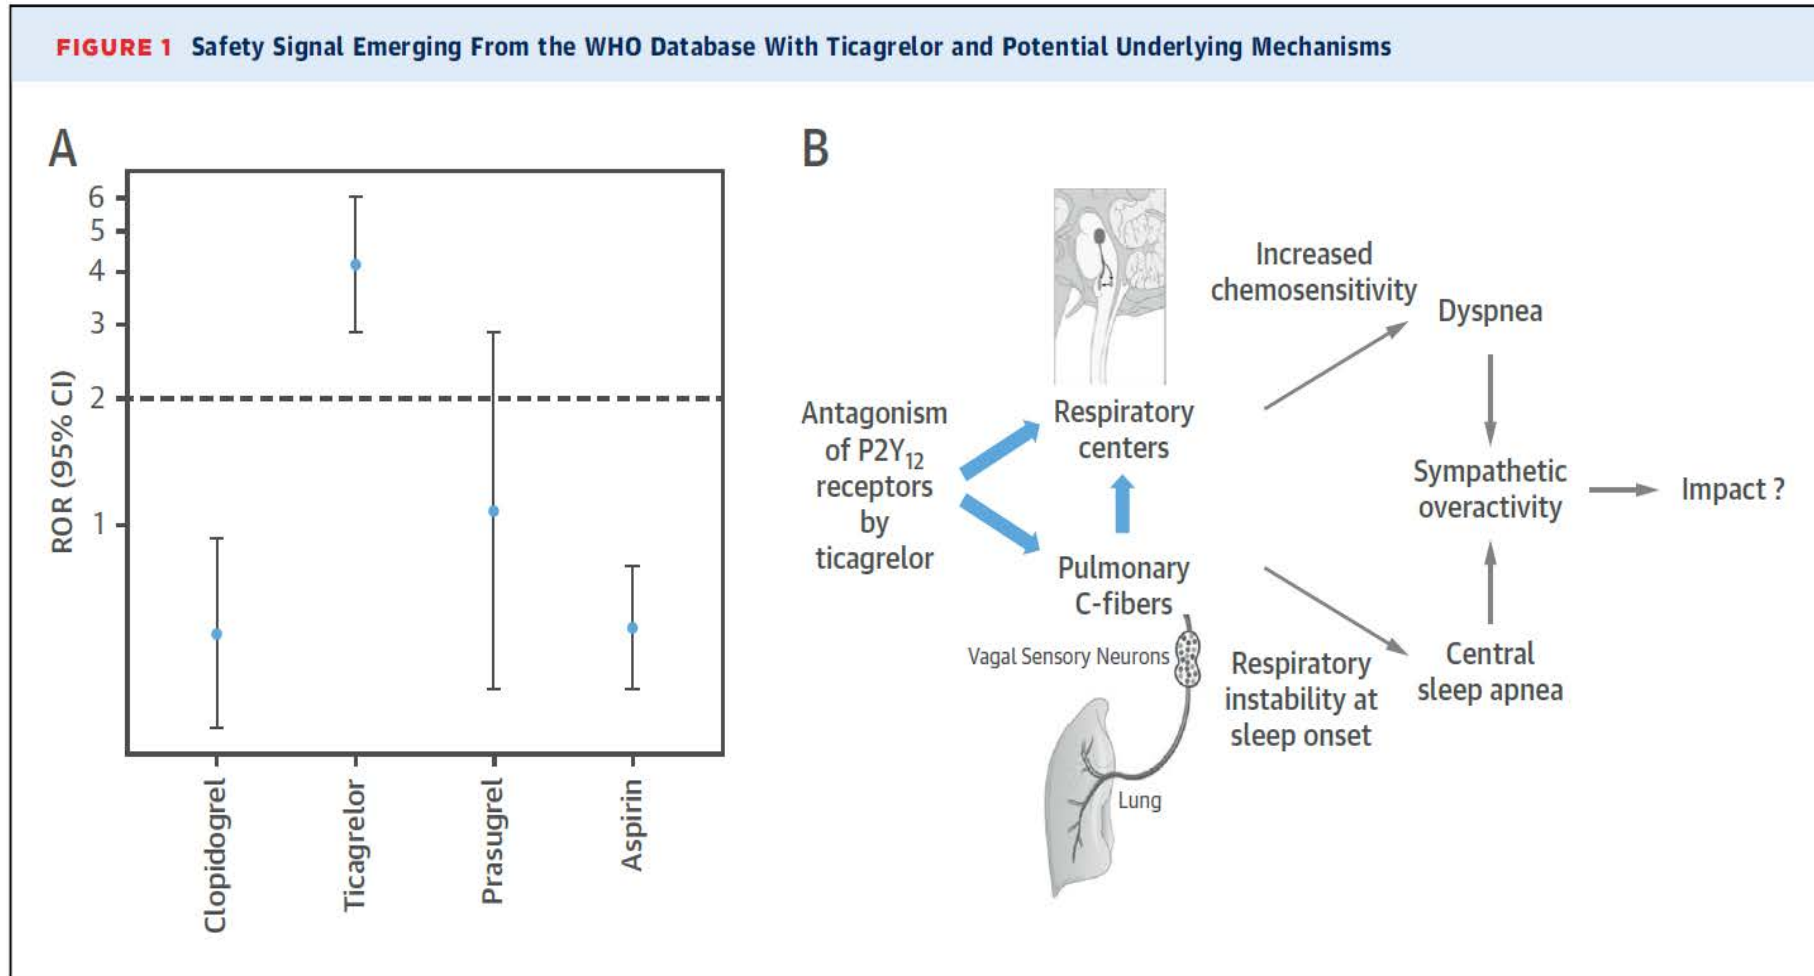 FIGURE 1 Safety Signal Emerging From the WHO Database With Ticagrelor and Potential Underlying Mechanisms
A
6
5
4
3
2
1
ROR (95% CI)
Clopidogrel
Ticagrelor
Prasugrel
Aspirin
B
Antagonism
of P2Y₁₂
receptors
by
ticagrelor
Respiratory
centers
Pulmonary
C-fibers
Vagal Sensory Neurons
Lung
Increased
chemosensitivity
Dyspnea
Sympathetic
overactivity
Impact ?
Respiratory
instability at
sleep onset
Central
sleep apnea